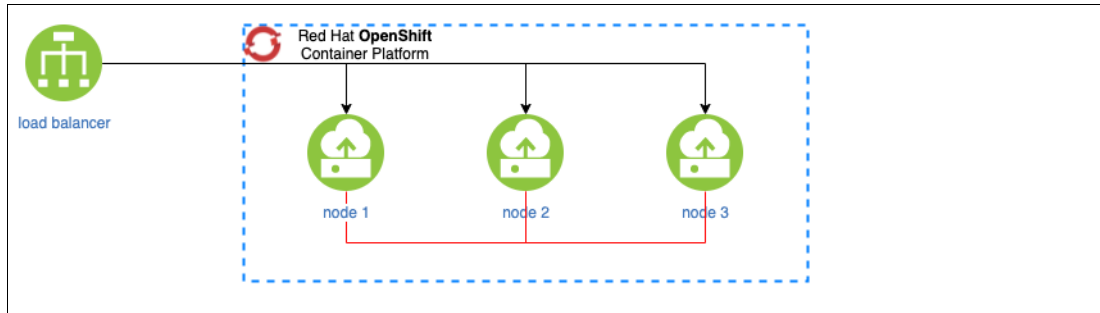 Red Hat OpenShift
Container Platform
load balancer
node 1
node 2
node 3